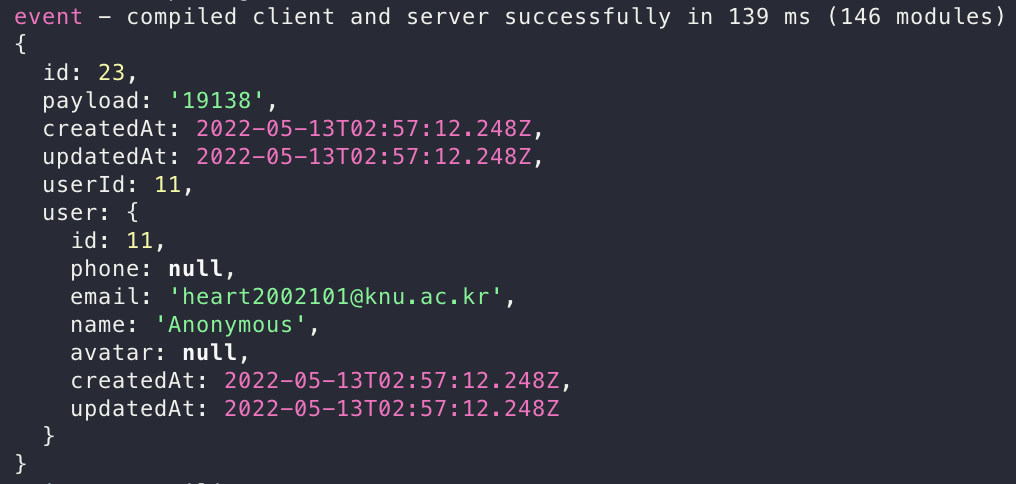 event - compiled client and server successfully in 139 ms (146 modules)
{
  id: 23,
  payload: '19138',
  createdAt: 2022-05-13T02:57:12.248Z,
  updatedAt: 2022-05-13T02:57:12.248Z,
  userId: 11,
  user: {
    id: 11,
    phone: null,
    email: 'heart2002101@knu.ac.kr',
    name: 'Anonymous',
    avatar: null,
    createdAt: 2022-05-13T02:57:12.248Z,
    updatedAt: 2022-05-13T02:57:12.248Z
  }
}